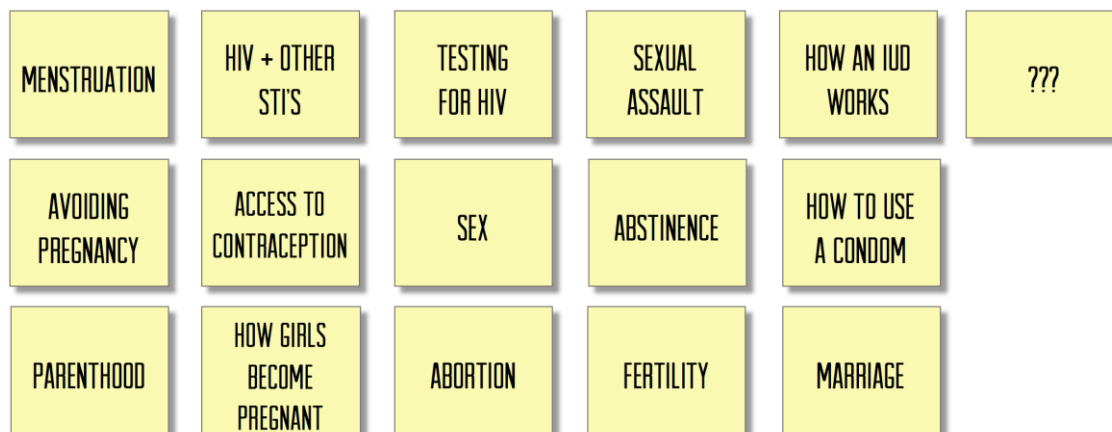 MENSTRUATION
HIV + OTHER
STI'S
TESTING
FOR HIV
SEXUAL
ASSAULT
HOW AN IUD
WORKS
???
AVOIDING
PREGNANCY
ACCESS TO
CONTRACEPTION
SEX
ABSTINENCE
HOW TO USE
A CONDOM
PARENTHOOD
HOW GIRLS
BECOME
PREGNANT
ABORTION
FERTILITY
MARRIAGE